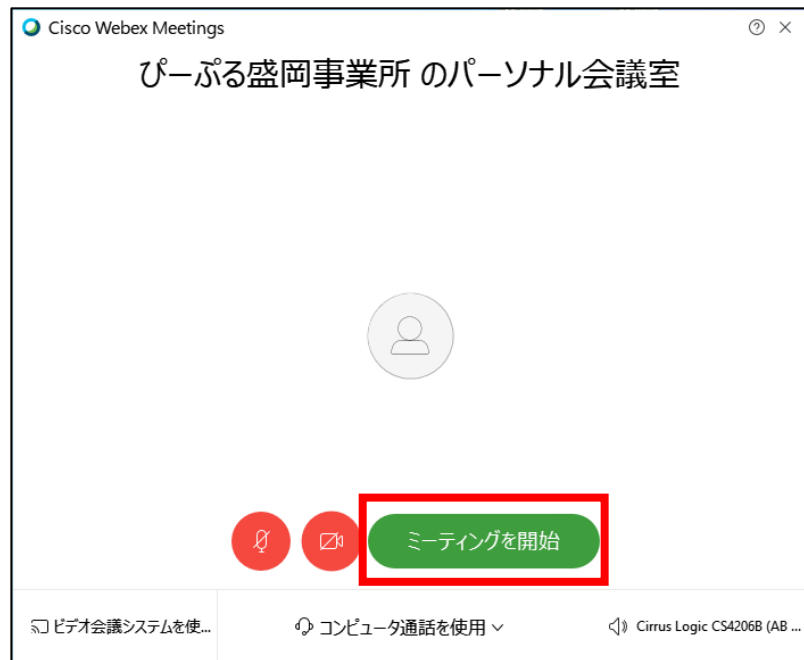 Cisco Webex Meetings
ぴーぷる盛岡事業所 のパーソナル会議室
ミーティングを開始
ビデオ会議システムを使...
コンピュータ通話を使用
Cirrus Logic CS4206B (AB ...